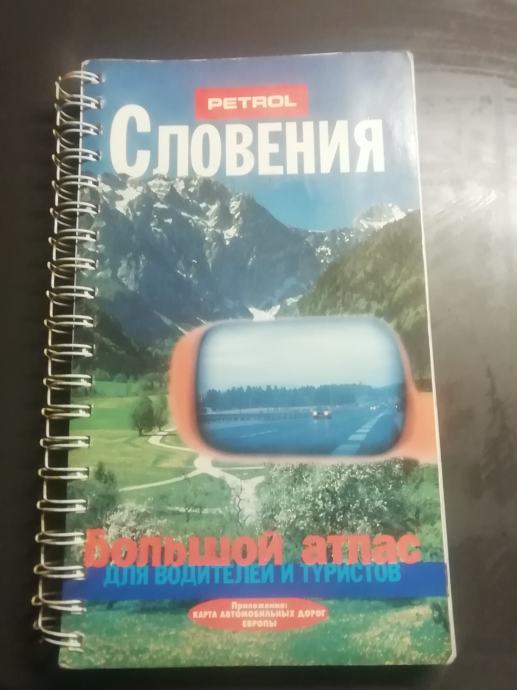 PETROL
СЛОВЕНИЯ
БОЛЬШОЙ атлас
ДЛЯ ВОДИТЕЛЕЙ И ТУРИСТОВ
Приложение:
КАРТА АВТОМОБИЛЬНЫХ ДОРОГ
ЕВРОПЫ